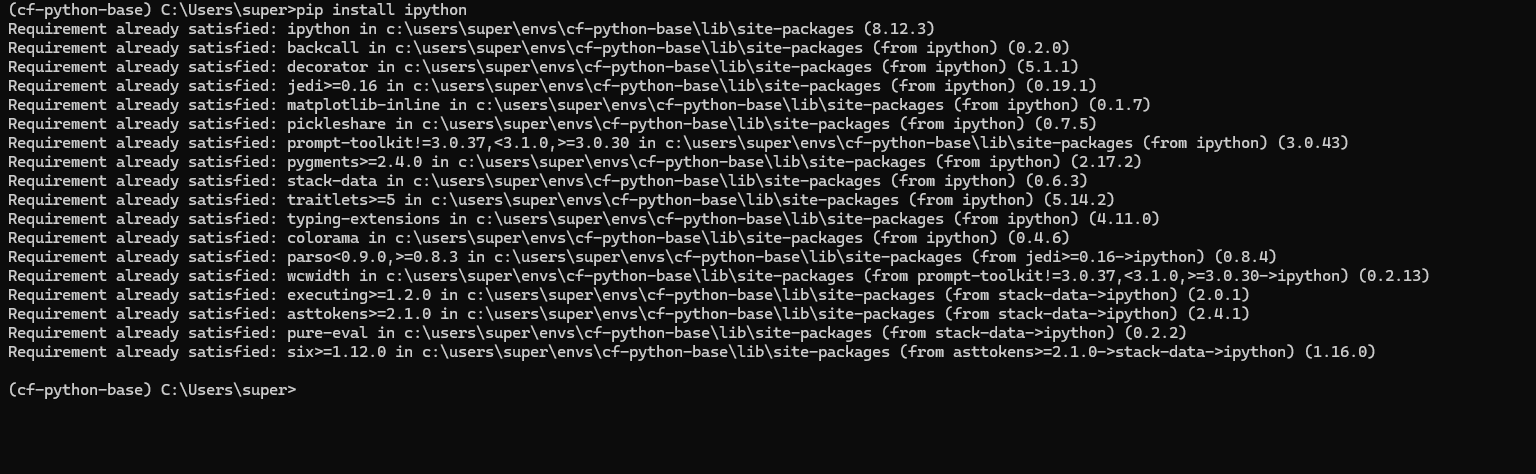 (cf-python-base) C:\Users\super>pip install ipython
Requirement already satisfied: ipython in c:\users\super\envs\cf-python-base\lib\site-packages (8.12.3)
Requirement already satisfied: backcall in c:\users\super\envs\cf-python-base\lib\site-packages (from ipython) (0.2.0)
Requirement already satisfied: decorator in c:\users\super\envs\cf-python-base\lib\site-packages (from ipython) (5.1.1)
Requirement already satisfied: jedi>=0.16 in c:\users\super\envs\cf-python-base\lib\site-packages (from ipython) (0.19.1)
Requirement already satisfied: matplotlib-inline in c:\users\super\envs\cf-python-base\lib\site-packages (from ipython) (0.1.7)
Requirement already satisfied: pickleshare in c:\users\super\envs\cf-python-base\lib\site-packages (from ipython) (0.7.5)
Requirement already satisfied: prompt-toolkit!=3.0.37,<3.1.0,>=3.0.30 in c:\users\super\envs\cf-python-base\lib\site-packages (from ipython) (3.0.43)
Requirement already satisfied: pygments>=2.4.0 in c:\users\super\envs\cf-python-base\lib\site-packages (from ipython) (2.17.2)
Requirement already satisfied: stack-data in c:\users\super\envs\cf-python-base\lib\site-packages (from ipython) (0.6.3)
Requirement already satisfied: traitlets>=5 in c:\users\super\envs\cf-python-base\lib\site-packages (from ipython) (5.14.2)
Requirement already satisfied: typing-extensions in c:\users\super\envs\cf-python-base\lib\site-packages (from ipython) (4.11.0)
Requirement already satisfied: colorama in c:\users\super\envs\cf-python-base\lib\site-packages (from ipython) (0.4.6)
Requirement already satisfied: parso<0.9.0,>=0.8.3 in c:\users\super\envs\cf-python-base\lib\site-packages (from jedi>=0.16->ipython) (0.8.4)
Requirement already satisfied: wcwidth in c:\users\super\envs\cf-python-base\lib\site-packages (from prompt-toolkit!=3.0.37,<3.1.0,>=3.0.30->ipython) (0.2.13)
Requirement already satisfied: executing>=1.2.0 in c:\users\super\envs\cf-python-base\lib\site-packages (from stack-data->ipython) (2.0.1)
Requirement already satisfied: asttokens>=2.1.0 in c:\users\super\envs\cf-python-base\lib\site-packages (from stack-data->ipython) (2.4.1)
Requirement already satisfied: pure-eval in c:\users\super\envs\cf-python-base\lib\site-packages (from stack-data->ipython) (0.2.2)
Requirement already satisfied: six>=1.12.0 in c:\users\super\envs\cf-python-base\lib\site-packages (from asttokens>=2.1.0->stack-data->ipython) (1.16.0)
(cf-python-base) C:\Users\super>